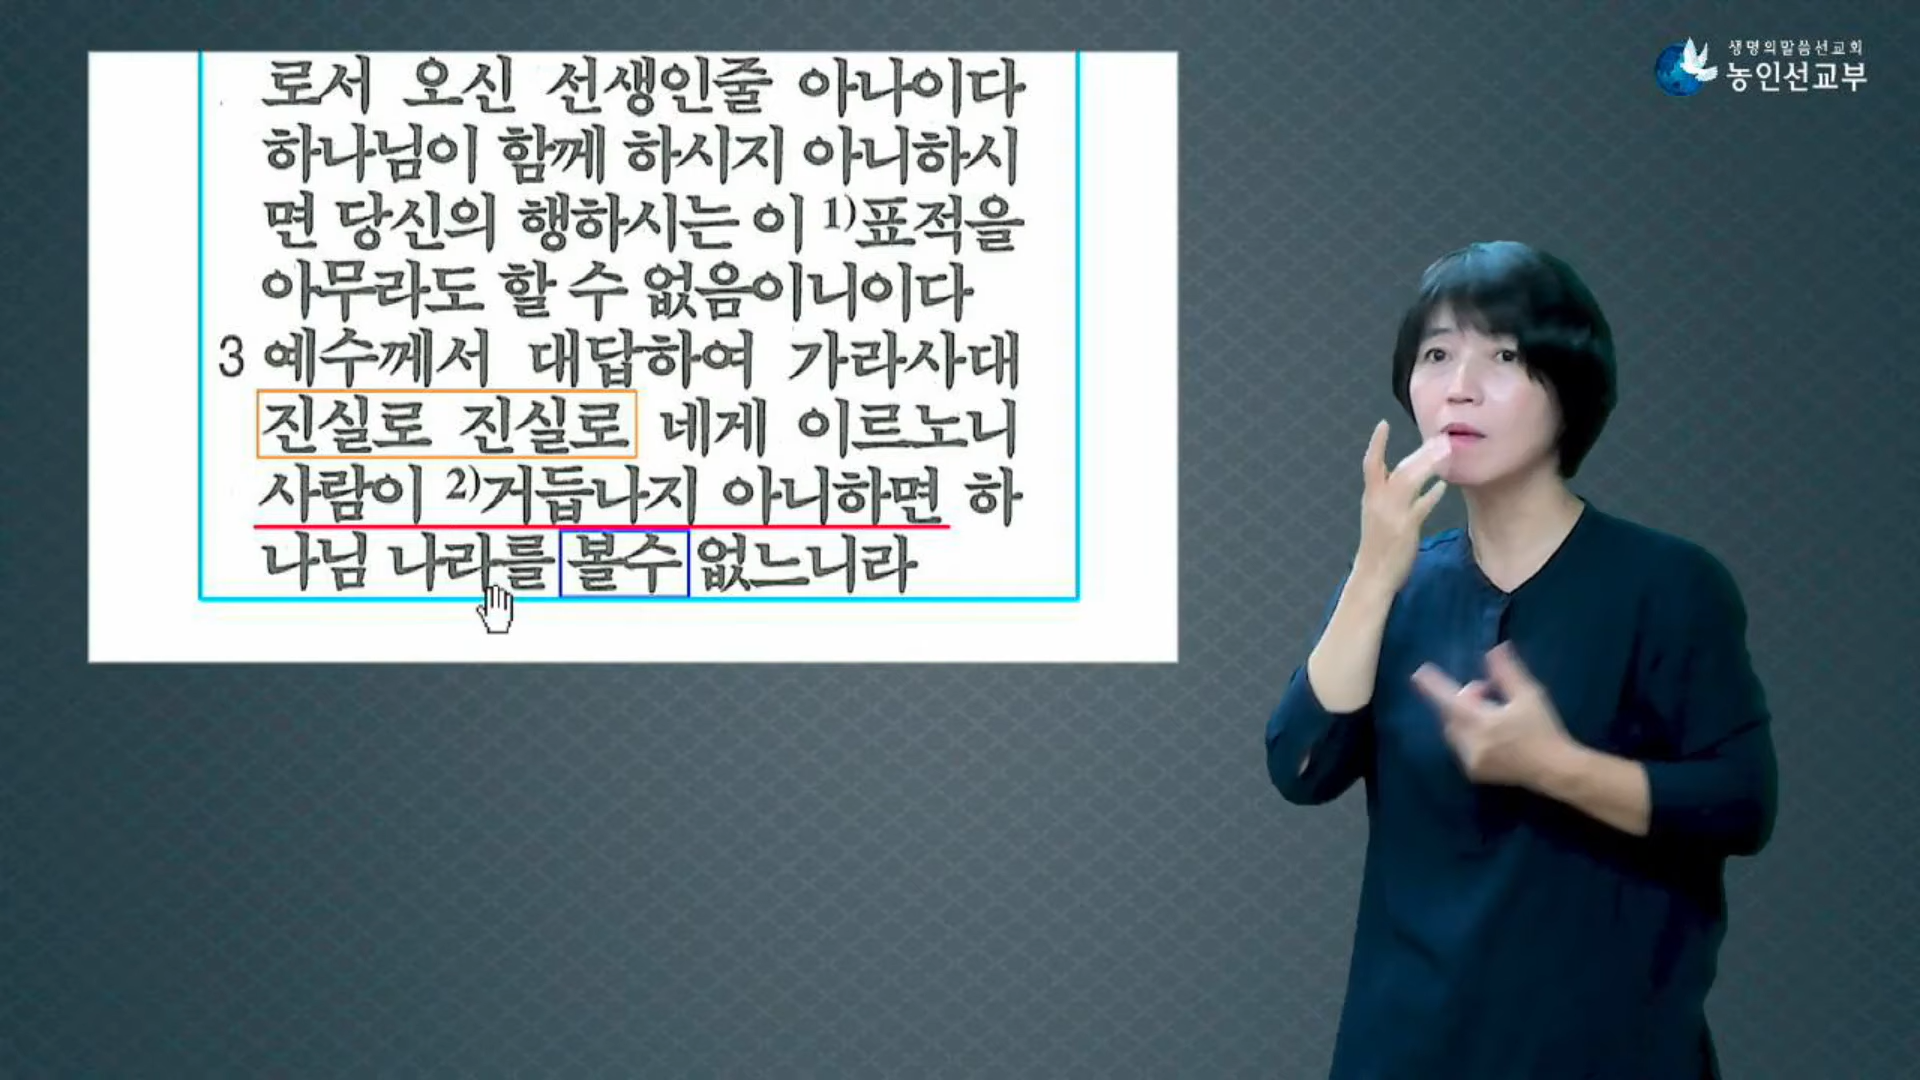 로서 오신 선생인줄 아나이다
하나님이 함께 하시지 아니하시
면 당신의 행하시는 이 1)표적을
아무라도 할 수 없음이니이다
3 예수께서 대답하여 가라사대
진실로 진실로 네게 이르노니
사람이 2)거듭나지 아니하면 하
나님 나라를 볼수 없느니라
생명의말씀선교회
농인선교부